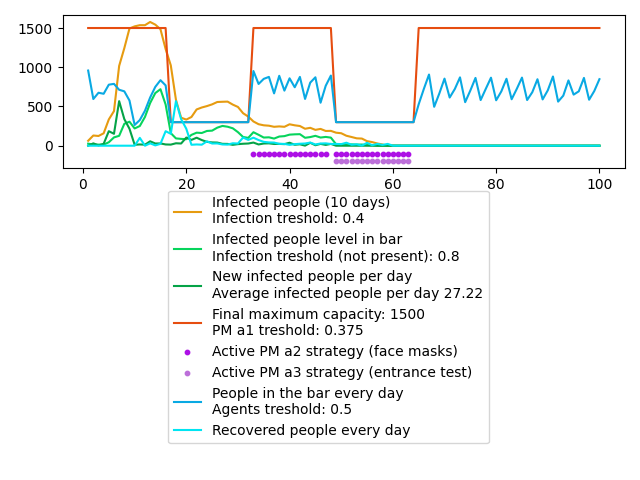 1500
1000
500
0
0 20 40 60 80 100
Infected people (10 days)
Infection treshold: 0.4
Infected people level in bar
Infection treshold (not present): 0.8
New infected people per day
Average infected people per day 27.22
Final maximum capacity: 1500
PM a1 treshold: 0.375
Active PM a2 strategy (face masks)
Active PM a3 strategy (entrance test)
People in the bar every day
Agents treshold: 0.5
Recovered people every day